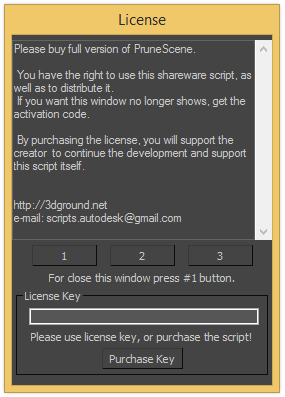 License
Please buy full version of PruneScene.
You have the right to use this shareware script, as
well as to distribute it.
If you want this window no longer shows, get the
activation code.
By purchasing the license, you will support the
creator to continue the development and support
this script itself.
http://3dground.net
e-mail: scripts.autodesk@gmail.com
1 2 3
For close this window press #1 button.
License Key
Please use license key, or purchase the script!
Purchase Key